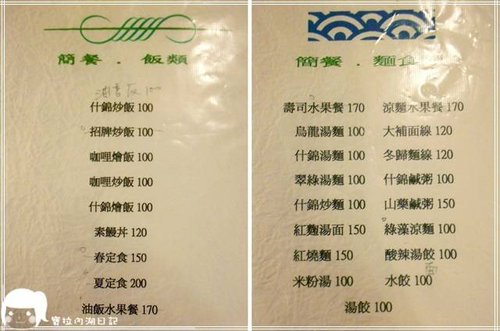 簡餐．飯類
什錦炒飯 100
招牌炒飯 100
咖哩燴飯 100
咖哩炒飯 100
什錦燴飯 100
素鰻丼 120
春定食 150
夏定食 200
油飯水果餐 170
簡餐．麵食
壽司水果餐 170 涼麵水果餐 170
烏龍湯麵 100 大補面線 120
什錦湯麵 100 冬歸麵線 120
翠綠湯麵 100 什錦鹹粥 100
什錦炒麵 100 山藥鹹粥 150
紅麴湯面 150 綠藻涼麵 100
紅燒麵 150 酸辣湯餃 100
米粉湯 100 水餃 100
湯餃 100
寶拉內湖日記